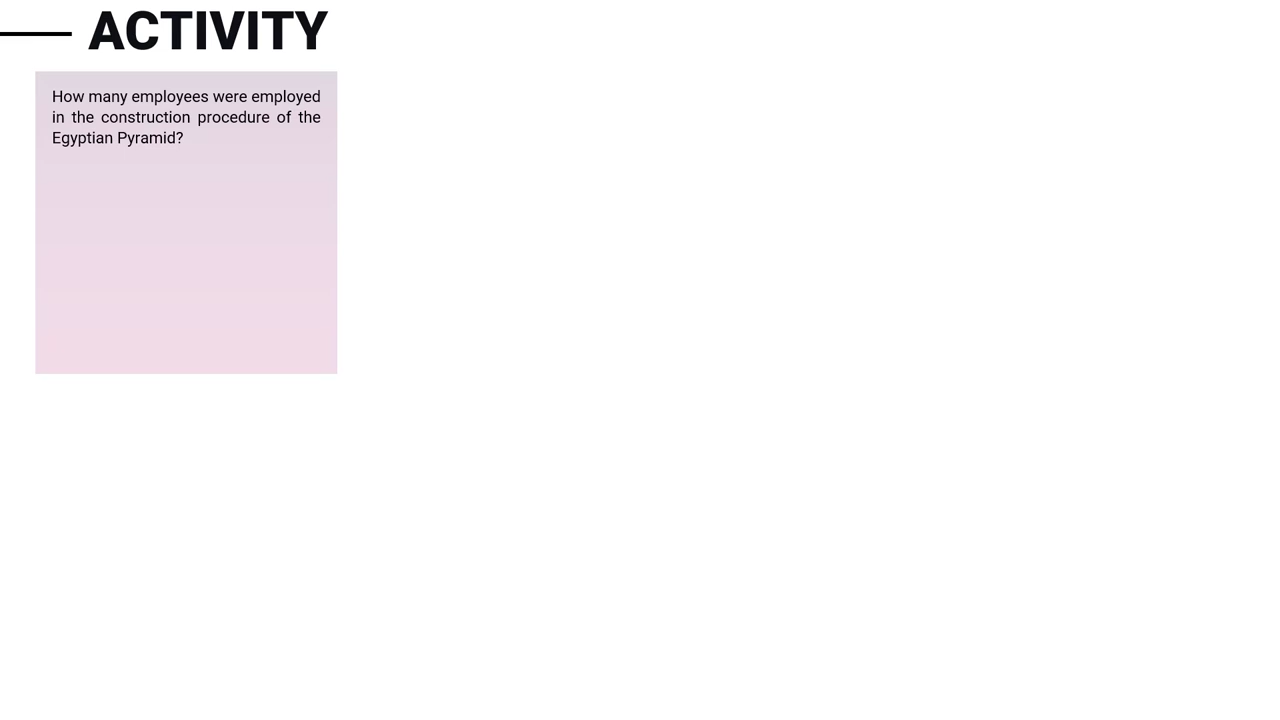 ACTIVITY
How many employees were employed
in the construction procedure of the
Egyptian Pyramid?